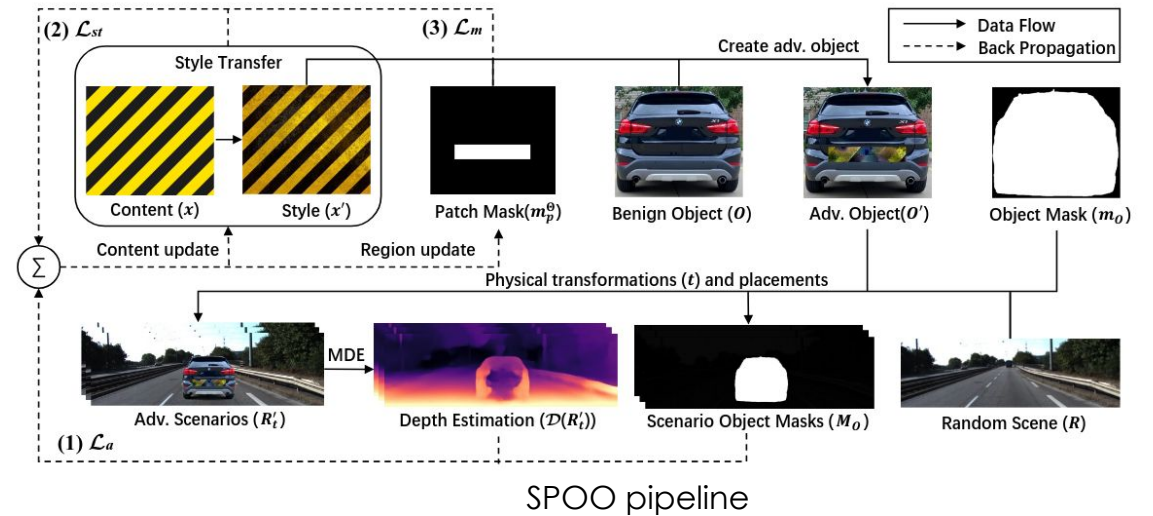 (2) ℒst
(3) ℒm
Data Flow
Back Propagation
Style Transfer
Create adv. object
Content (x)
Style (x′)
Patch Mask(m_p^Θ)
Benign Object (O)
Adv. Object(O′)
Object Mask (m_O)
Content update
Region update
Σ
Physical transformations (t) and placements
MDE
Adv. Scenarios (R′_t)
Depth Estimation (𝒟(R′_t))
Scenario Object Masks (M_O)
Random Scene (R)
(1) ℒa
SPOO pipeline